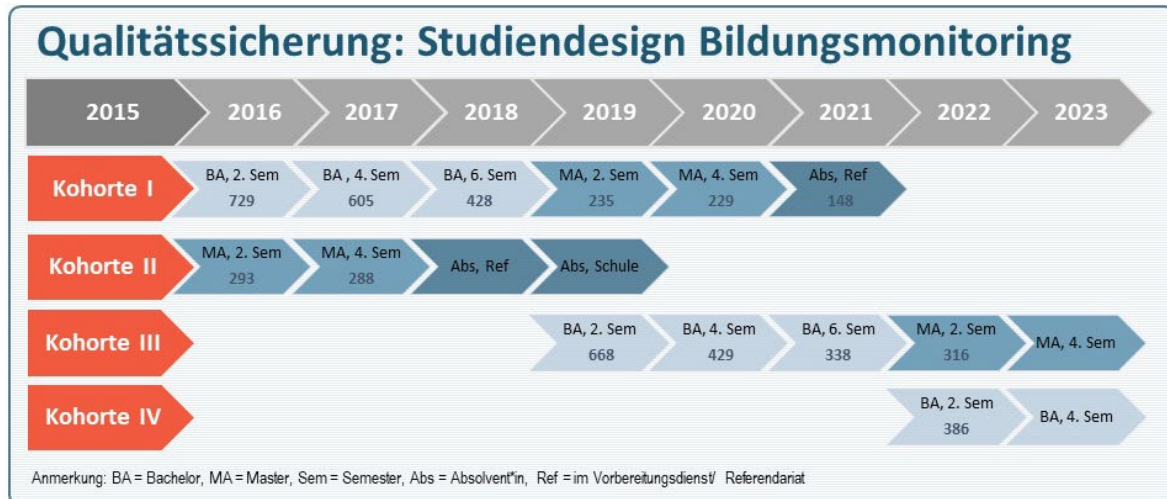 Qualitätssicherung: Studiendesign Bildungsmonitoring
2015 2016 2017 2018 2019 2020 2021 2022 2023
Kohorte I
BA, 2. Sem BA , 4. Sem BA, 6. Sem MA, 2. Sem MA, 4. Sem Abs, Ref
729 605 428 235 229 148
Kohorte II
MA, 2. Sem MA, 4. Sem Abs, Ref Abs, Schule
293 288
Kohorte III
BA, 2. Sem BA, 4. Sem BA, 6. Sem MA, 2. Sem MA, 4. Sem
668 429 338 316
Kohorte IV
BA, 2. Sem BA, 4. Sem
386
Anmerkung: BA = Bachelor, MA = Master, Sem = Semester, Abs = Absolvent*in, Ref = im Vorbereitungsdienst/ Referendariat